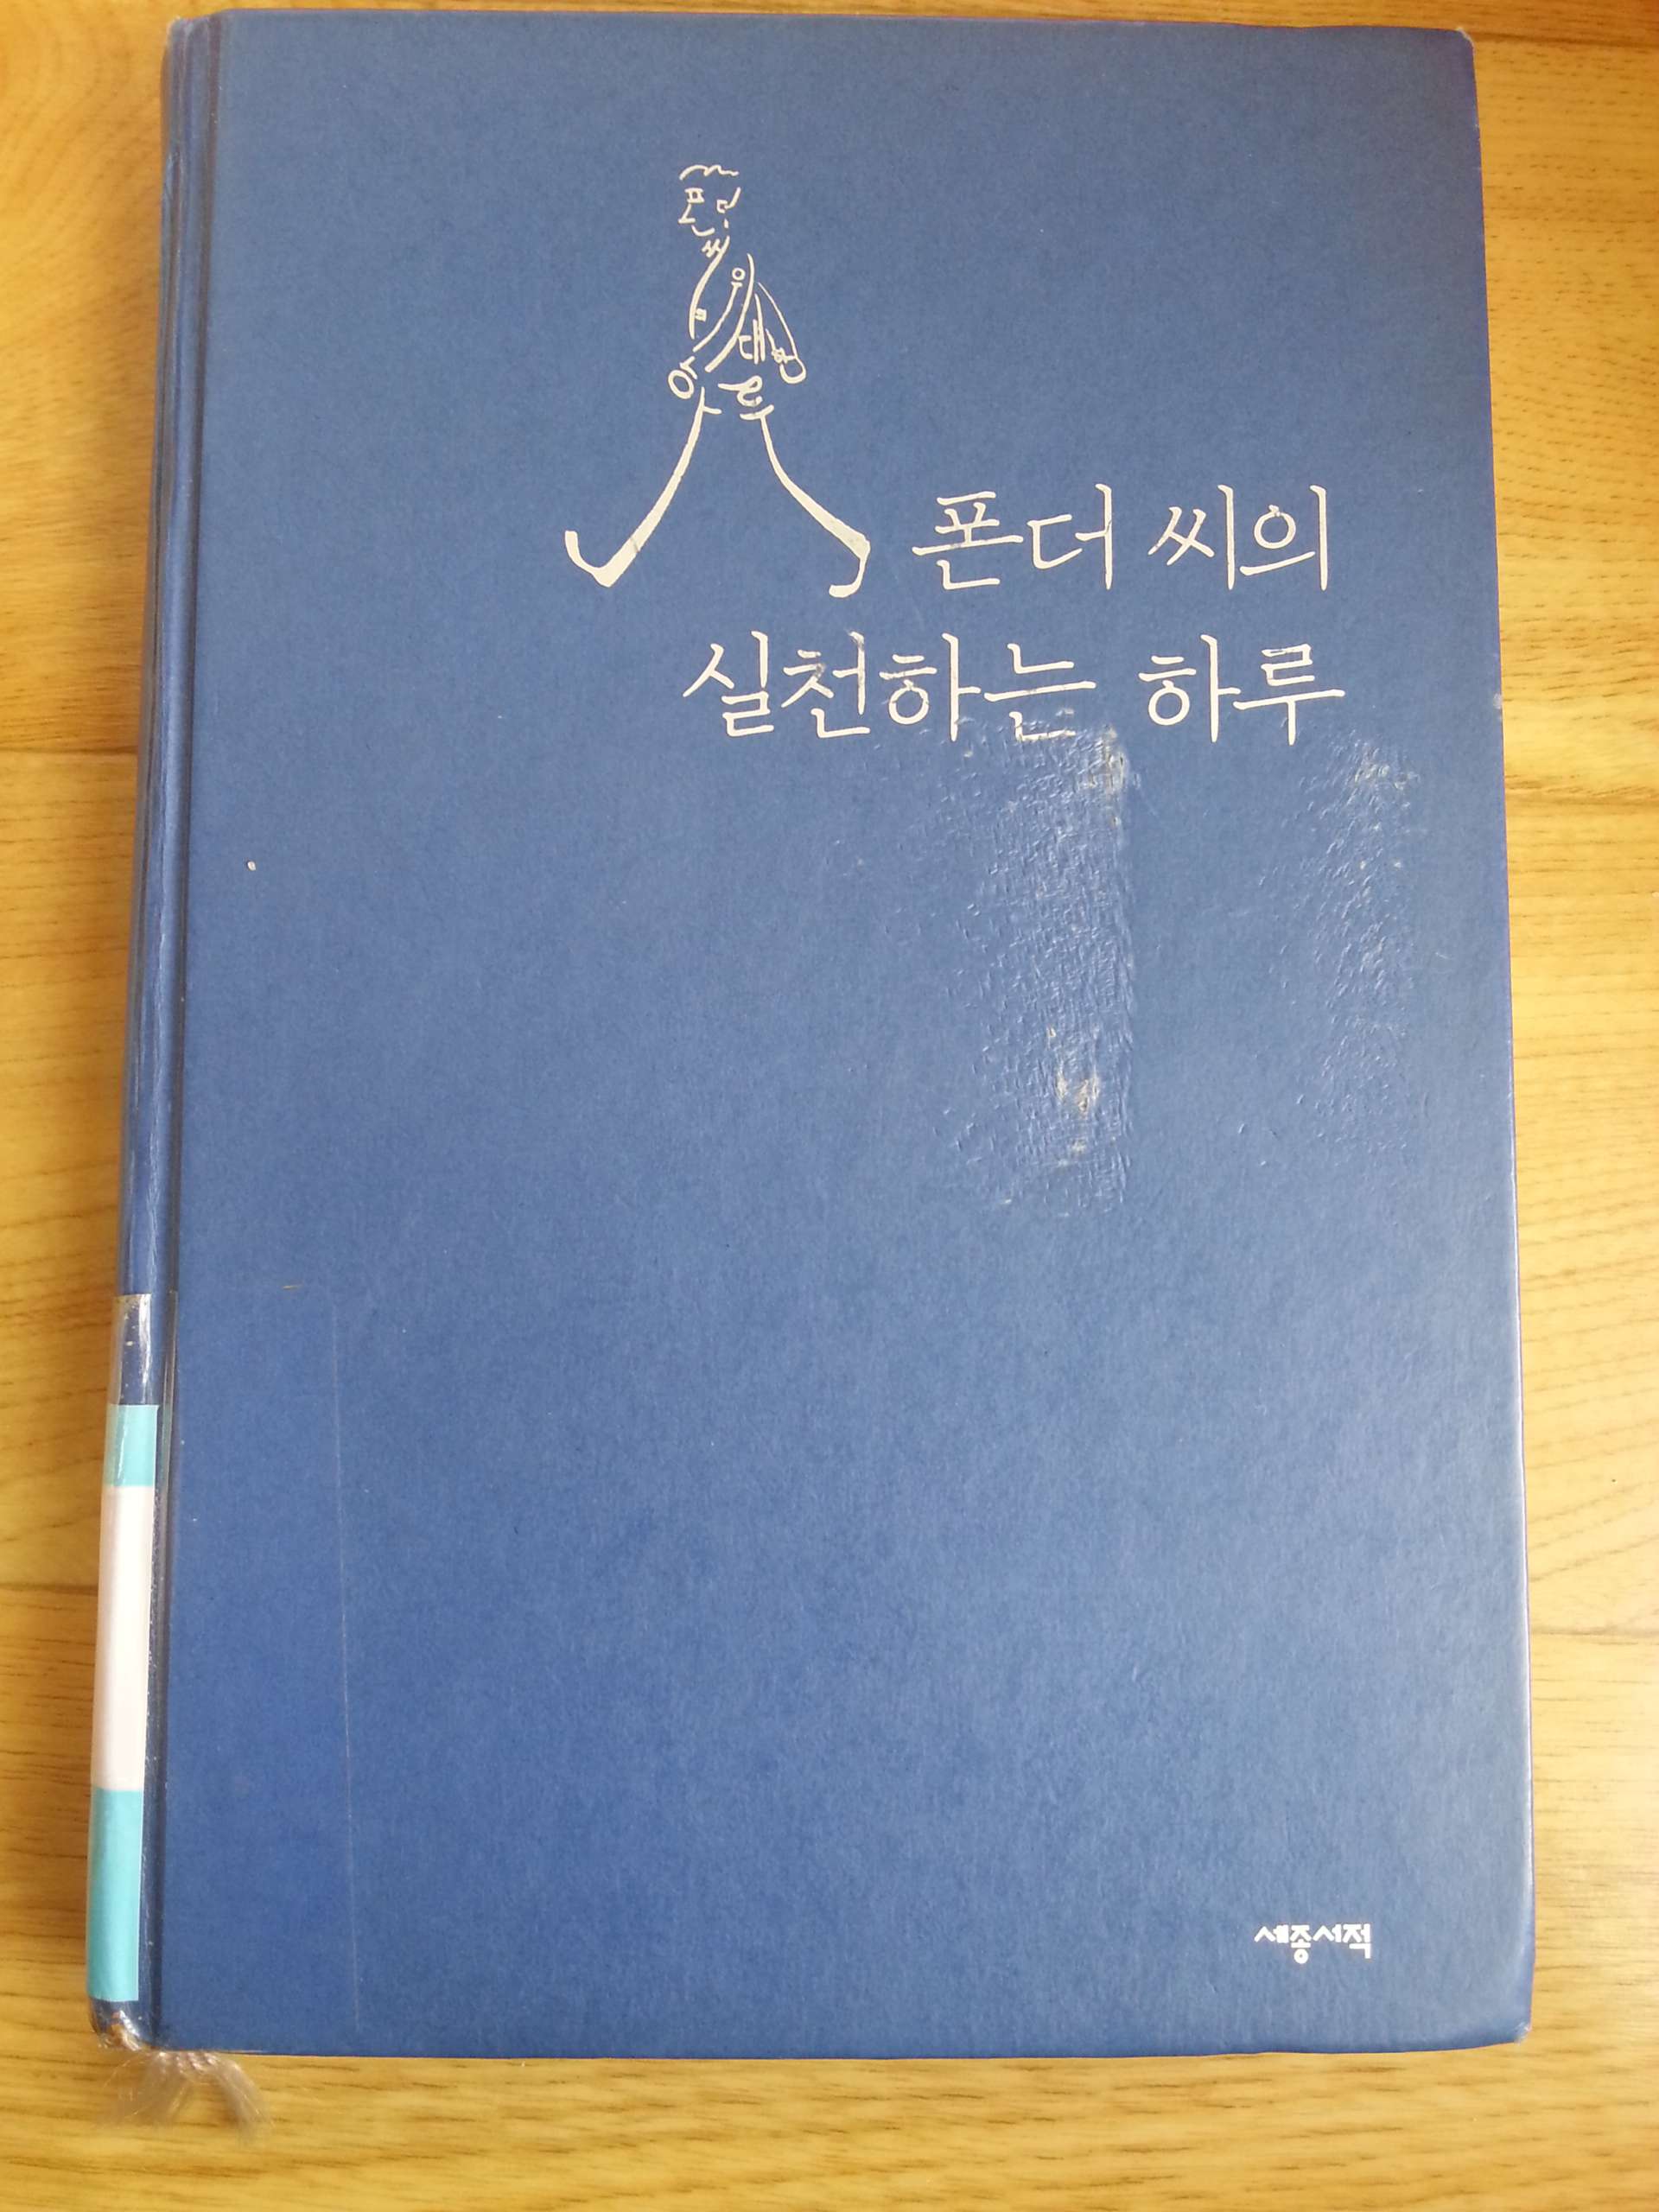 폰더 씨의
실천하는 하루
세종서적